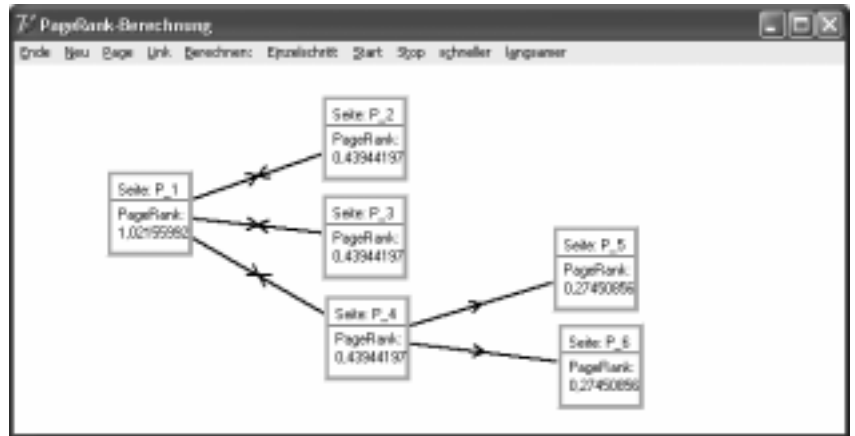 PageRank-Berechnung
Ende Neu Page Link Berechnen: Einzelschritt Start Stop schneller langsamer
Seite: P_2
PageRank:
0,43944197
Seite: P_1
PageRank:
1,02155992
Seite: P_3
PageRank:
0,43944197
Seite: P_5
PageRank:
0,27450856
Seite: P_4
PageRank:
0,43944197
Seite: P_6
PageRank:
0,27450856